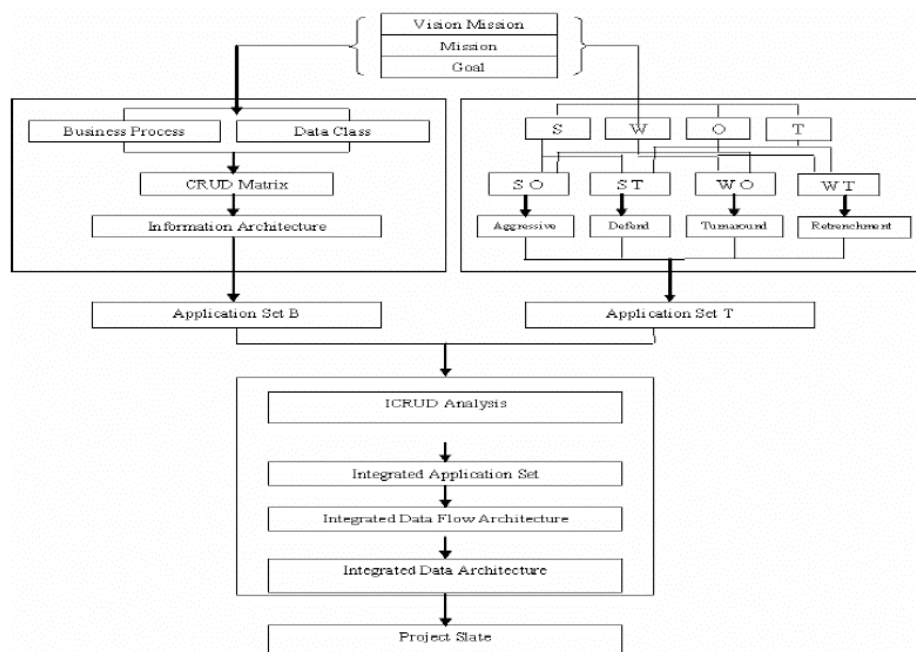 Vision Mission
Mission
Goal
Business Process
Data Class
CRUD Matrix
Information Architecture
S
W
O
T
S O
S T
W O
W T
Aggressive
Defend
Turnaround
Retrenchment
Application Set B
Application Set T
ICRUD Analysis
Integrated Application Set
Integrated Data Flow Architecture
Integrated Data Architecture
Project Slate